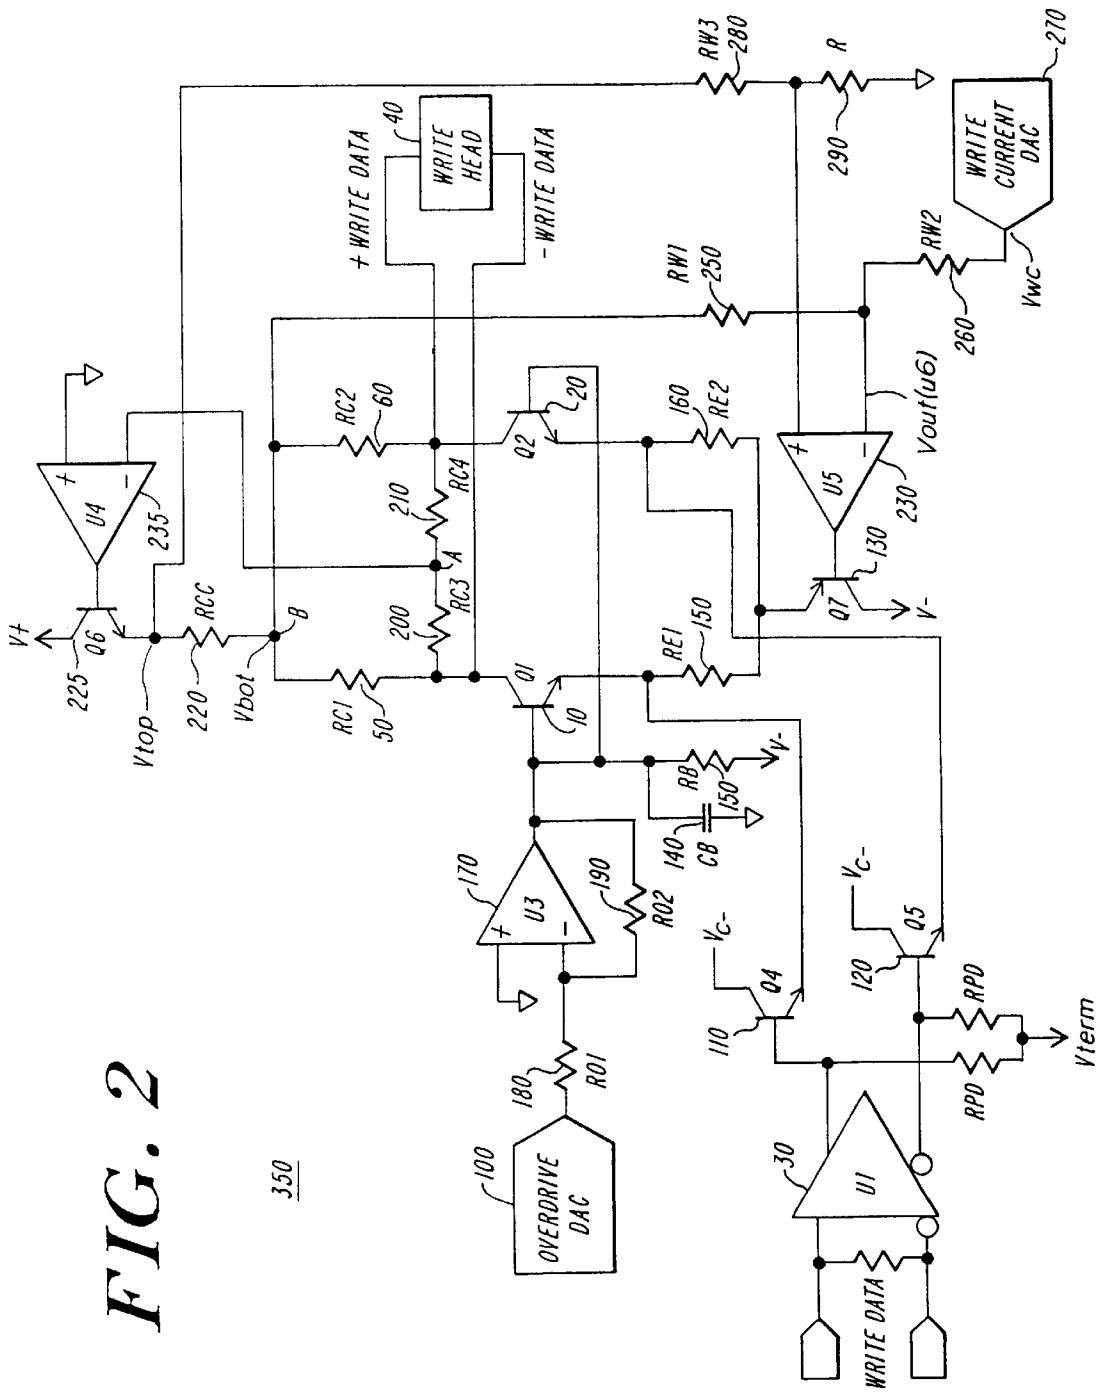 FIG. 2
350
V+
225
Q6
U4
+
-
235
Vtop
RCC
220
B
Vbot
RC1
50
RC2
60
200
RC3
A
210
RC4
+ WRITE DATA
40
WRITE
HEAD
- WRITE DATA
RW3
280
R
290
270
WRITE
CURRENT
DAC
RW1
250
RW2
260
Vwc
Vout(u6)
Q1
10
Q2
20
RE1
150
160
RE2
+
-
U5
230
130
Q7
V-
100
OVERDRIVE
DAC
180
RO1
+
-
U3
170
190
RO2
140
CB
RB
150
V-
Vc-
110
Q4
Vc-
120
Q5
30
U1
WRITE DATA
RPD
RPD
Vterm